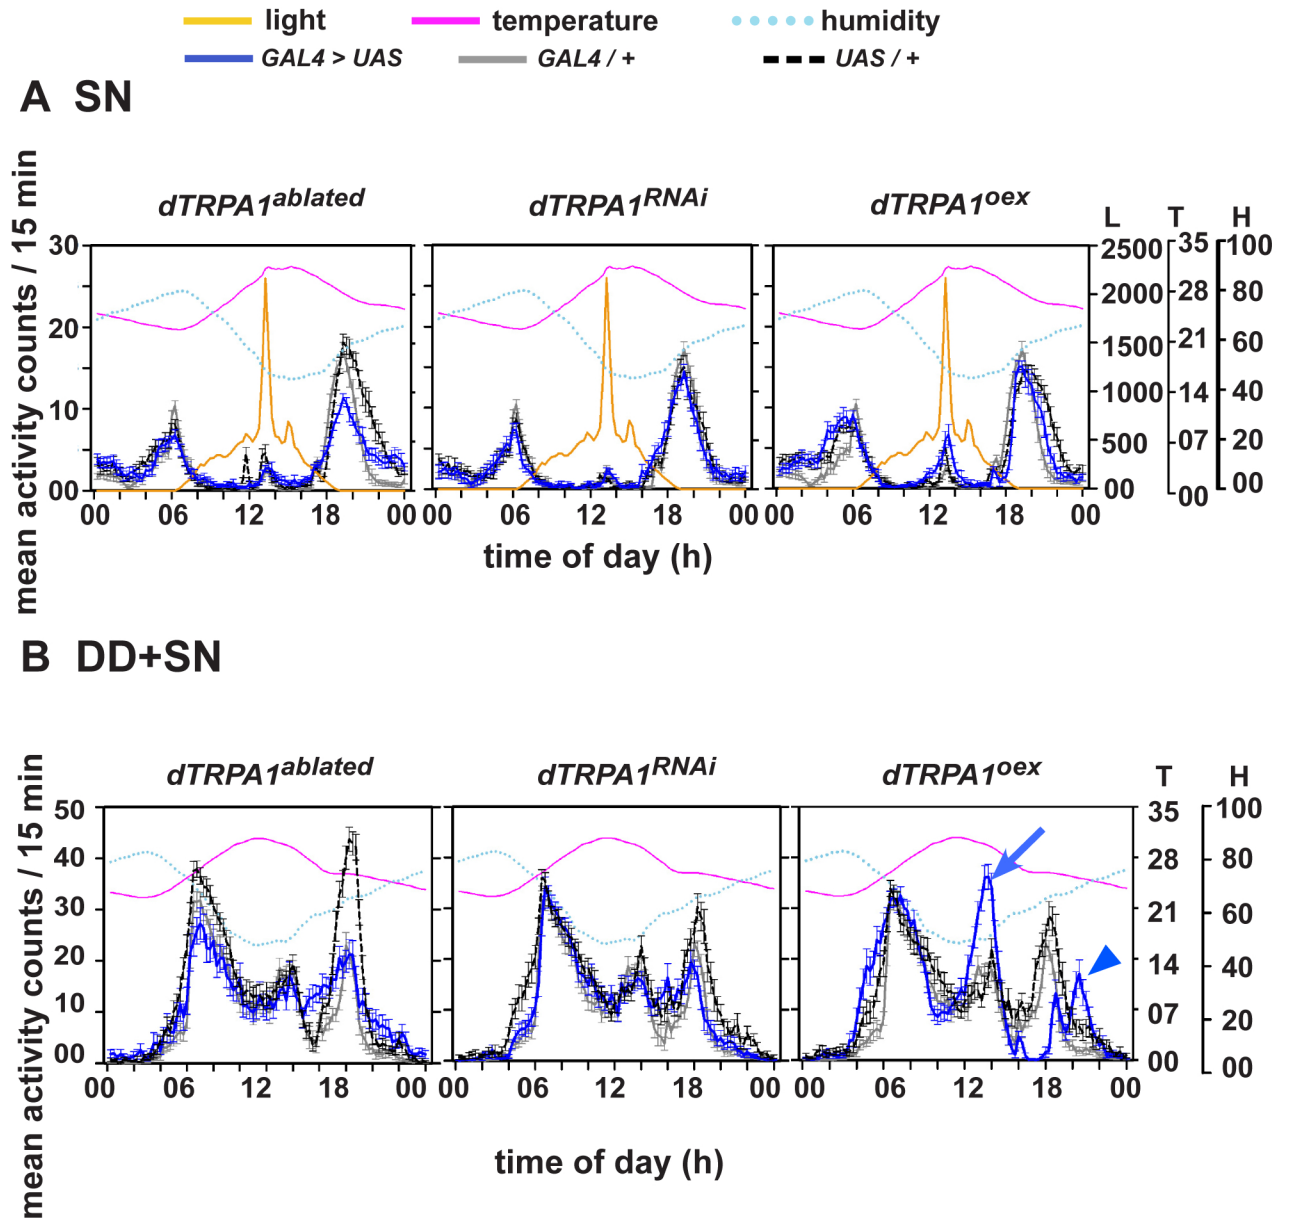 light temperature humidity
GAL4 > UAS GAL4 / + UAS / +
A SN
mean activity counts / 15 min
dTRPA1ablated dTRPA1RNAi dTRPA1oex
L T H
30 20 10 00
2500 2000 1500 1000 500 00
35 28 21 14 07 00
100 80 60 40 20 00
00 06 12 18 00 06 12 18 00 06 12 18 00
time of day (h)
B DD+SN
mean activity counts / 15 min
dTRPA1ablated dTRPA1RNAi dTRPA1oex
T H
50 40 30 20 10 00
35 28 21 14 07 00
100 80 60 40 20 00
00 06 12 18 00 00 06 12 18 00 00 06 12 18 00
time of day (h)